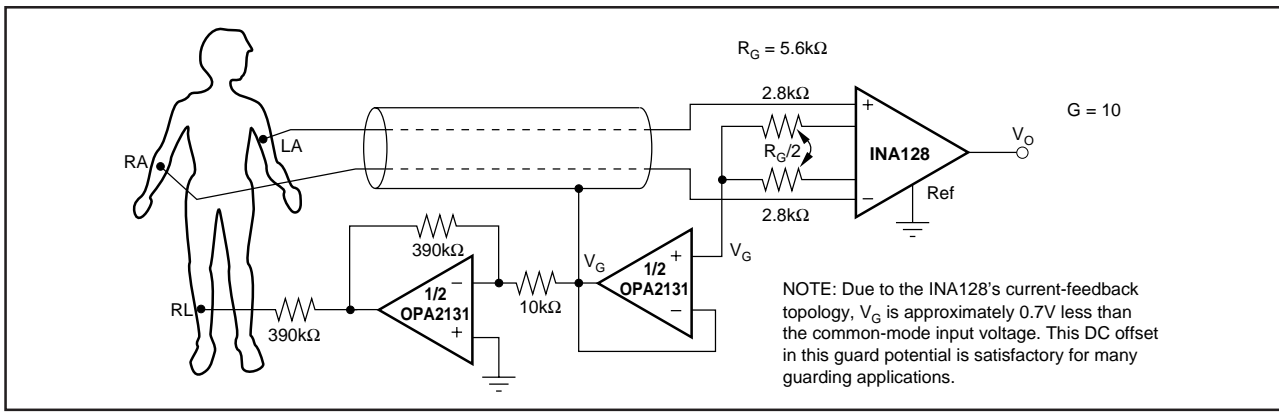 R_G = 5.6kΩ
2.8kΩ
G = 10
LA
RA
R_G/2
+
−
INA128
V_O
Ref
2.8kΩ
390kΩ
V_G
+
−
1/2
OPA2131
V_G
RL
390kΩ
−
+
1/2
OPA2131
10kΩ
NOTE: Due to the INA128's current-feedback
topology, V_G is approximately 0.7V less than
the common-mode input voltage. This DC offset
in this guard potential is satisfactory for many
guarding applications.